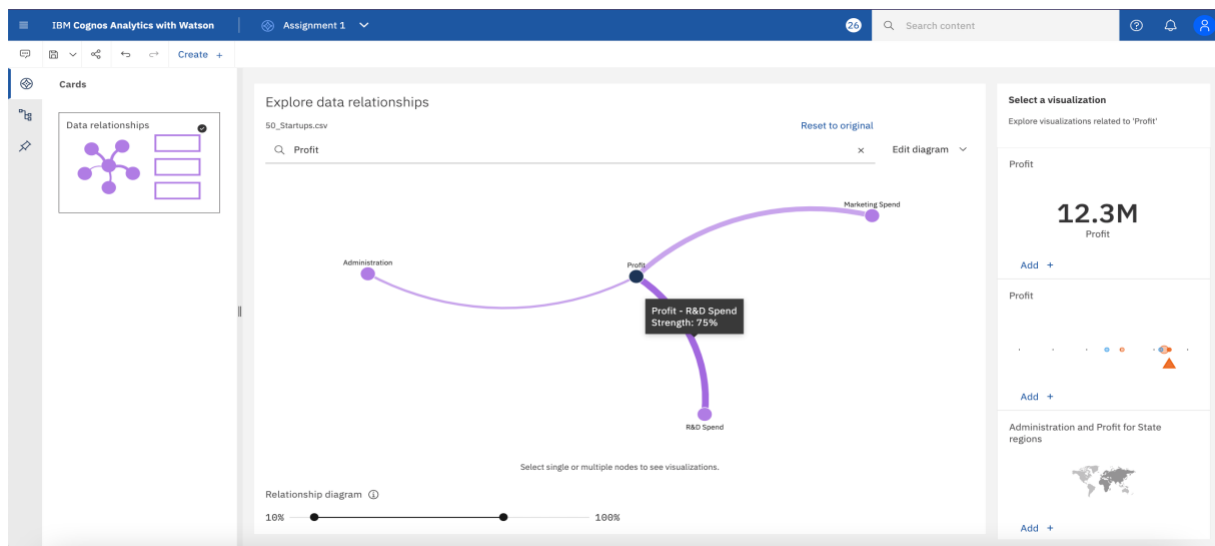 IBM Cognos Analytics with Watson
Assignment 1
26
Search content
Create +
Cards
Data relationships
Explore data relationships
50_Startups.csv
Reset to original
Profit
×
Edit diagram
Marketing Spend
Administration
Profit
Profit - R&D Spend
Strength: 75%
R&D Spend
Select single or multiple nodes to see visualizations.
Relationship diagram
10%
100%
Select a visualization
Explore visualizations related to 'Profit'
Profit
12.3M
Profit
Add +
Profit
Add +
Administration and Profit for State
regions
Add +